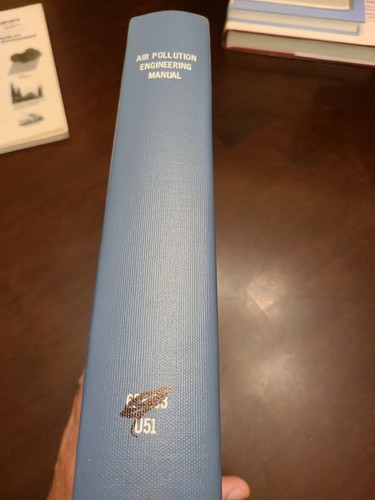 AIR POLLUTION
ENGINEERING
MANUAL
U51